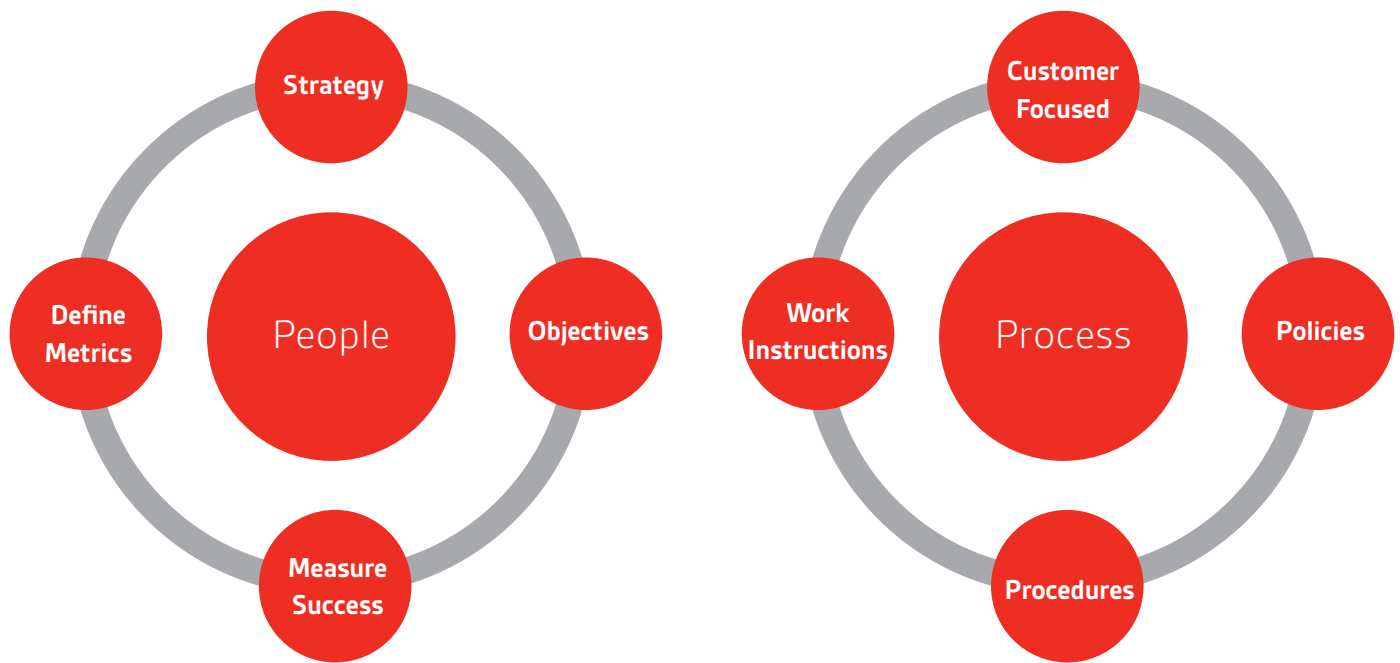 Strategy
Define
Metrics
People
Objectives
Measure
Success
Customer
Focused
Work
Instructions
Process
Policies
Procedures